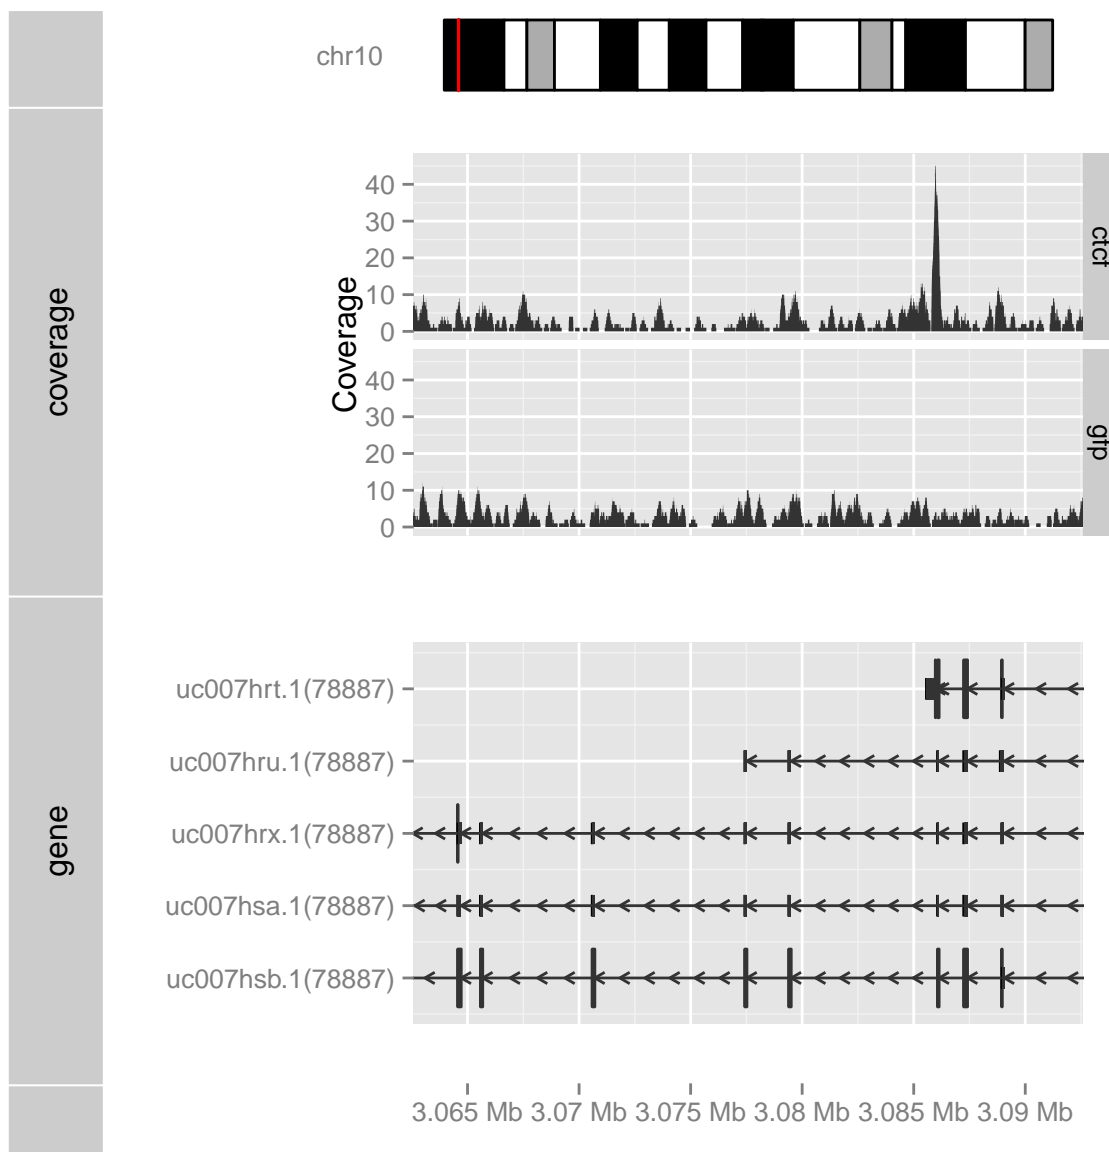 chr10
coverage
Coverage
40
30
20
10
0
ctcf
40
30
20
10
0
gfp
gene
uc007hrt.1(78887)
uc007hru.1(78887)
uc007hrx.1(78887)
uc007hsa.1(78887)
uc007hsb.1(78887)
3.065 Mb 3.07 Mb 3.075 Mb 3.08 Mb 3.085 Mb 3.09 Mb